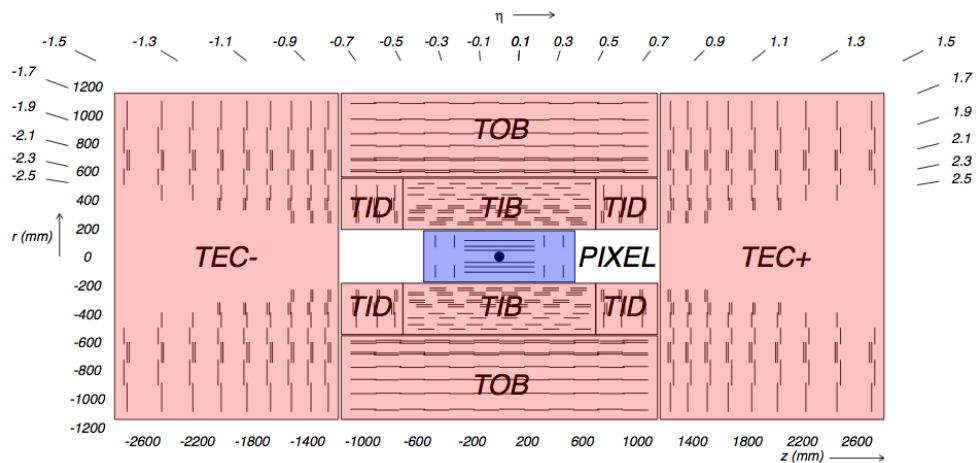 η
-1.5 -1.3 -1.1 -0.9 -0.7 -0.5 -0.3 -0.1 0.1 0.3 0.5 0.7 0.9 1.1 1.3 1.5
-1.7 1200 1.7
-1.9 1000 1.9
-2.1 800 2.1
-2.3 600 2.3
-2.5 400 2.5
TOB
TID TIB TID
r (mm) 200
0 TEC- PIXEL TEC+
-200
TID TIB TID
-400
-600
-800
TOB
-1000
-1200
-2600 -2200 -1800 -1400 -1000 -600 -200 200 600 1000 1400 1800 2200 2600
z (mm)